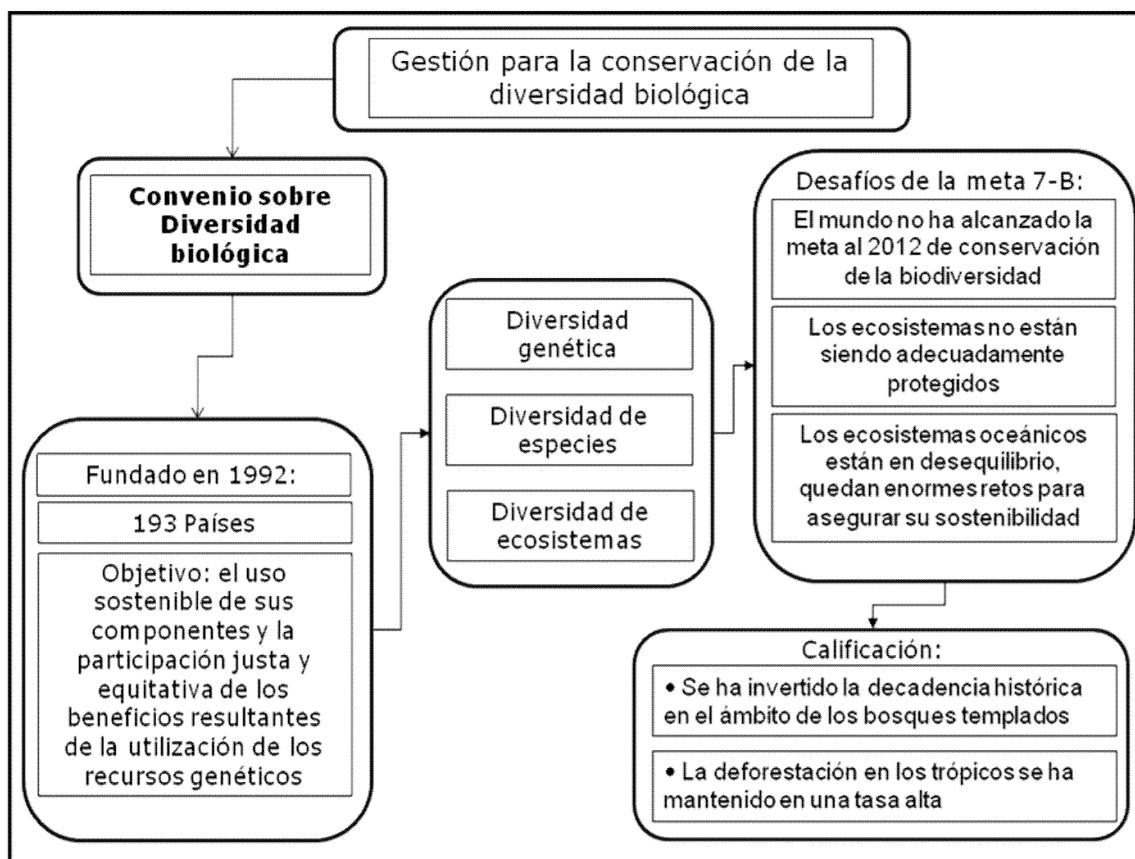 Gestión para la conservación de la
diversidad biológica
Convenio sobre
Diversidad
biológica
Fundado en 1992:
193 Países
Objetivo: el uso
sostenible de sus
componentes y la
participación justa y
equitativa de los
beneficios resultantes
de la utilización de los
recursos genéticos
Diversidad
genética
Diversidad de
especies
Diversidad de
ecosistemas
Desafíos de la meta 7-B:
El mundo no ha alcanzado la
meta al 2012 de conservación
de la biodiversidad
Los ecosistemas no están
siendo adecuadamente
protegidos
Los ecosistemas oceánicos
están en desequilibrio,
quedan enormes retos para
asegurar su sostenibilidad
Calificación:
• Se ha invertido la decadencia histórica
en el ámbito de los bosques templados
• La deforestación en los trópicos se ha
mantenido en una tasa alta